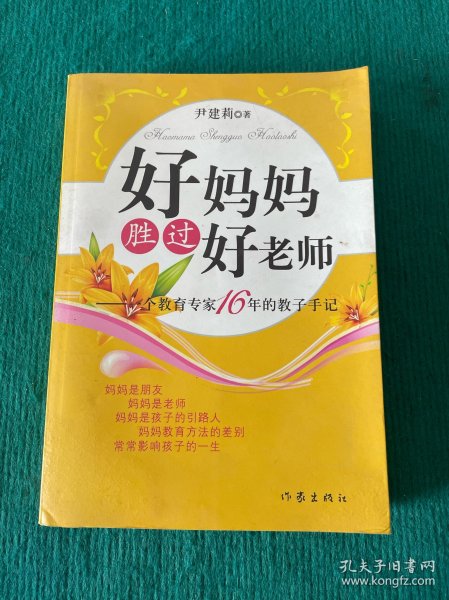 尹建莉◎著
Haomama Shengguo Haolaoshi
好妈妈
胜过
好老师
——一个教育专家16年的教子手记
妈妈是朋友
妈妈是老师
妈妈是孩子的引路人
妈妈教育方法的差别
常常影响孩子的一生
作家出版社
孔夫子旧书网
www.kongfz.com